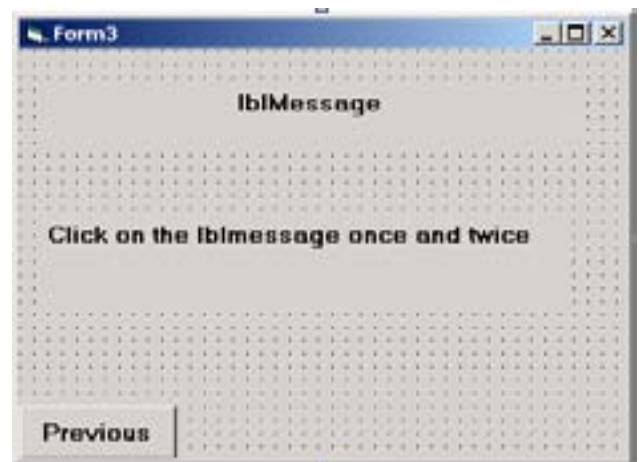 Form3
lblMessage
Click on the lblmessage once and twice
Previous